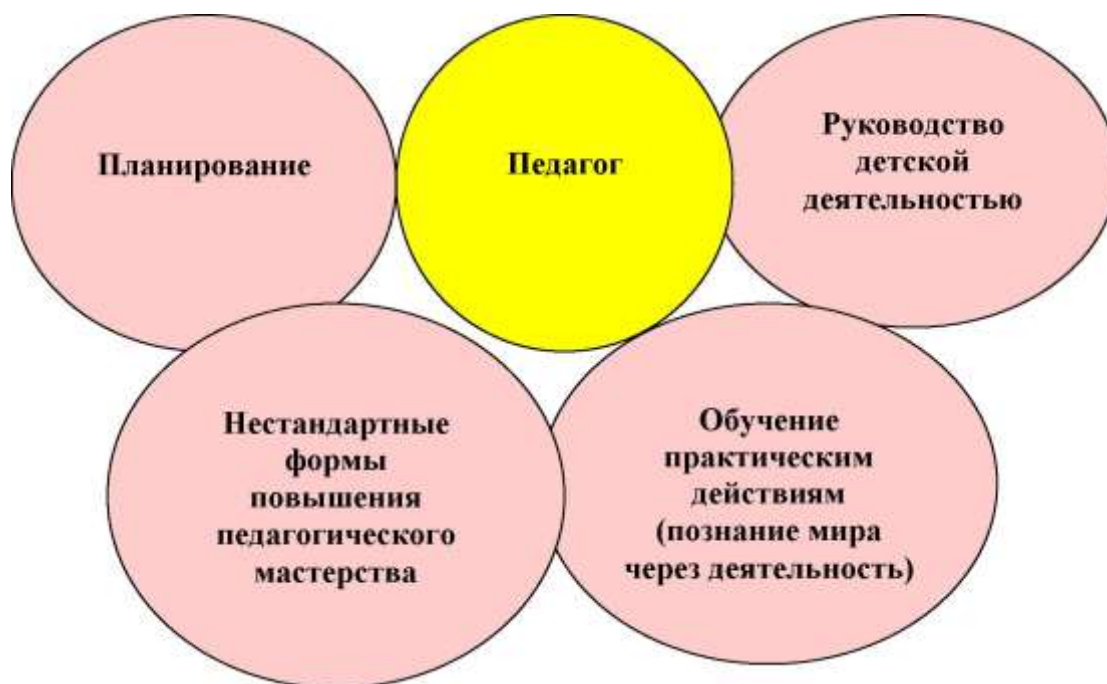 Планирование
Педагог
Руководство
детской
деятельностью
Нестандартные
формы
повышения
педагогического
мастерства
Обучение
практическим
действиям
(познание мира
через деятельность)